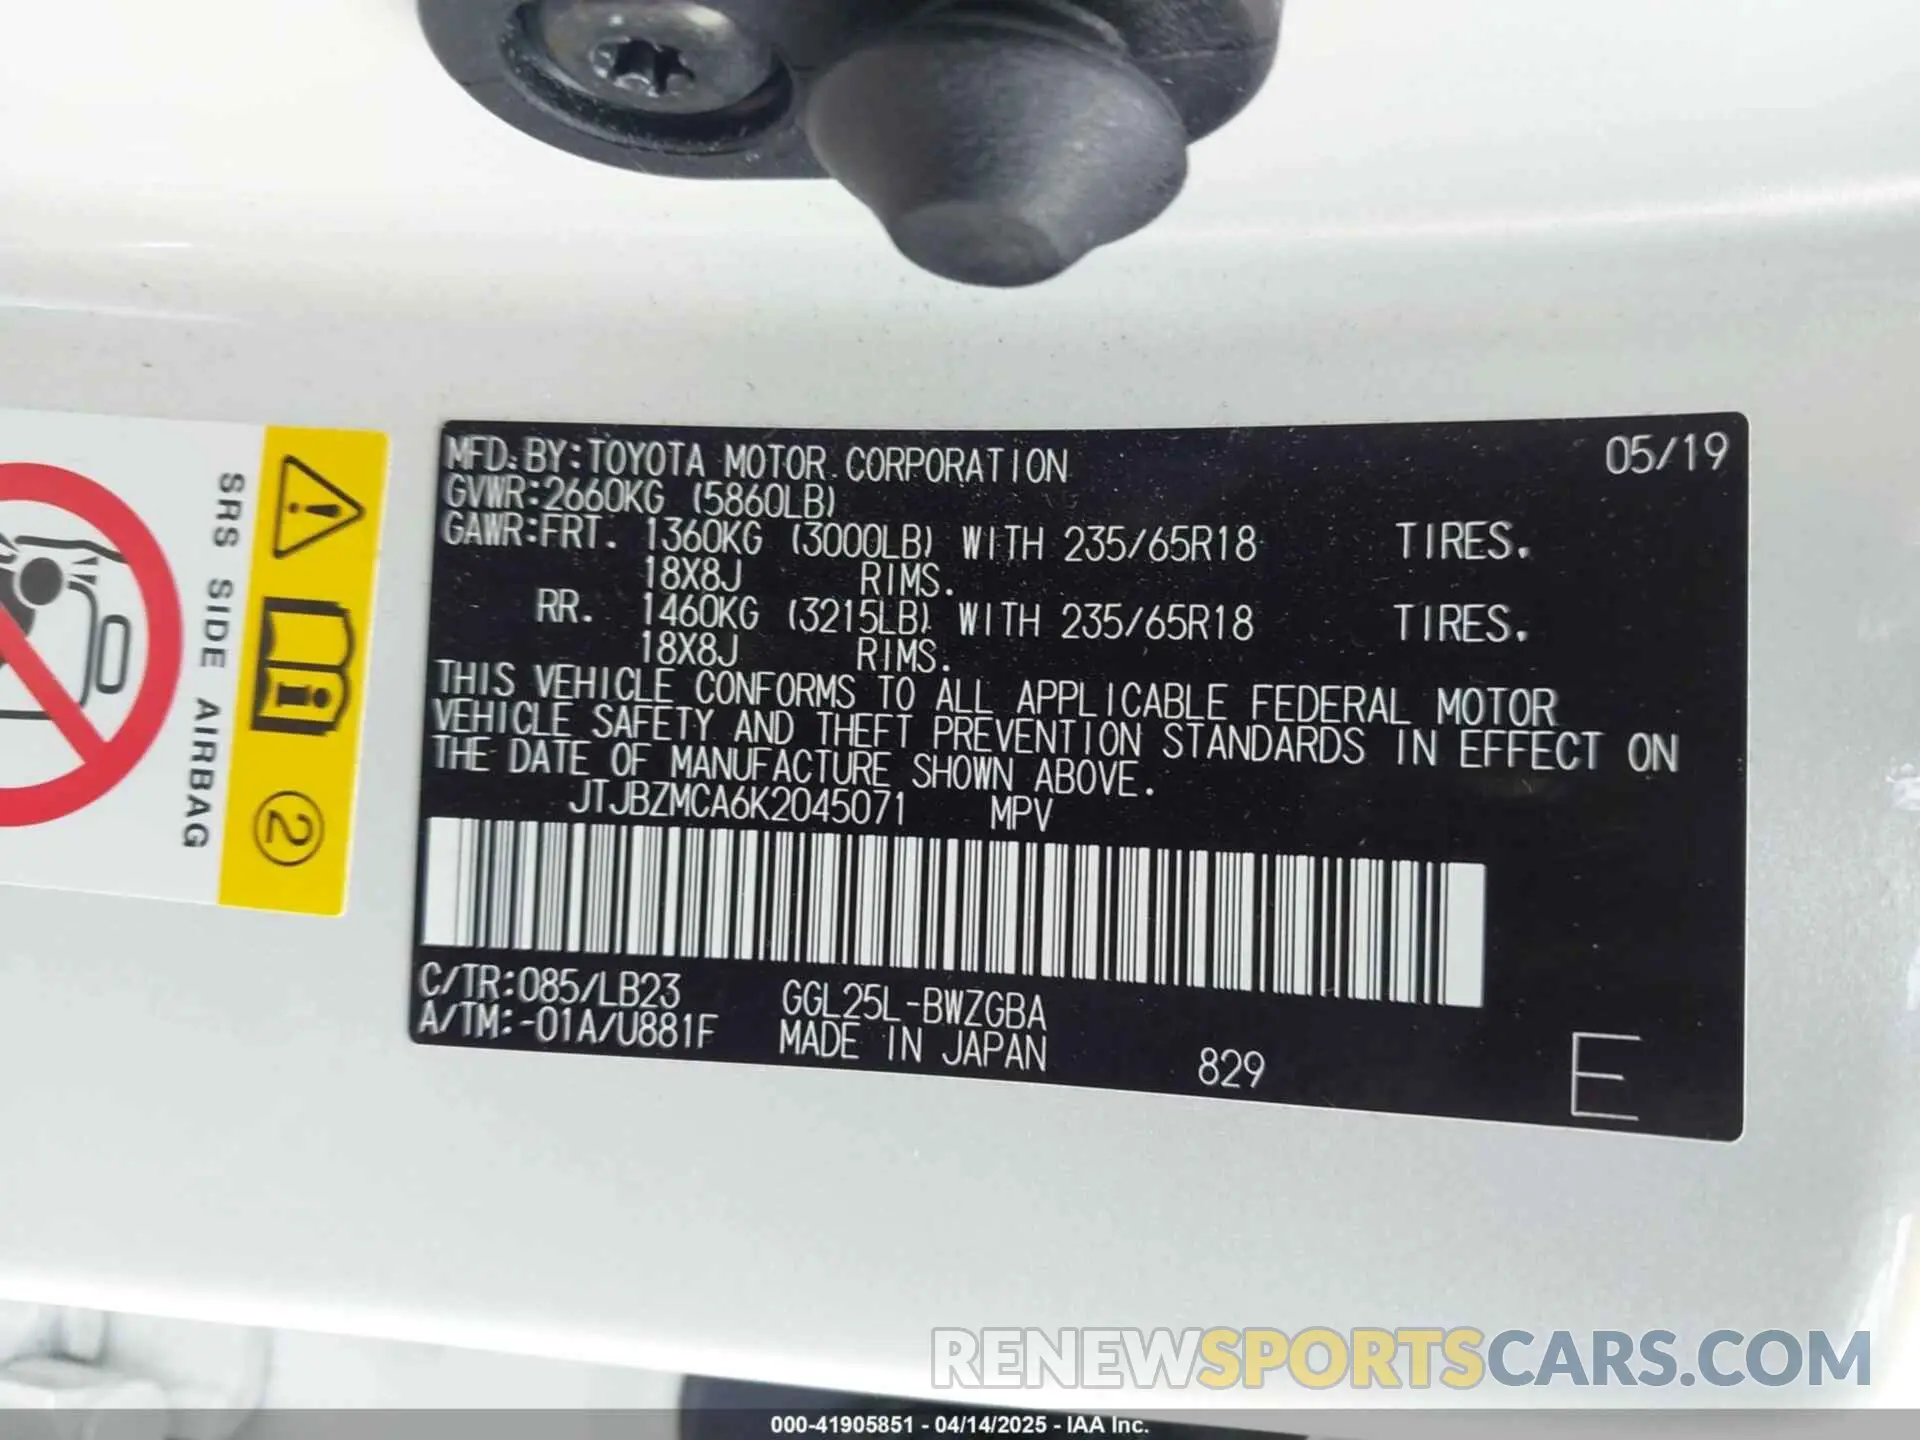 MFD. BY: TOYOTA MOTOR CORPORATION 05/19
GVWR: 2660KG (5860LB)
GAWR: FRT. 1360KG (3000LB) WITH 235/65R18 TIRES.
18X8J RIMS.
RR. 1460KG (3215LB) WITH 235/65R18 TIRES.
18X8J RIMS.
THIS VEHICLE CONFORMS TO ALL APPLICABLE FEDERAL MOTOR
VEHICLE SAFETY AND THEFT PREVENTION STANDARDS IN EFFECT ON
THE DATE OF MANUFACTURE SHOWN ABOVE.
JTJBZMCA6K2045071 MPV
C/TR: 085/LB23 GGL25L-BWZGBA
A/TM: -01A/U881F MADE IN JAPAN 829 E
SRS SIDE AIRBAG
2
RENEWSPORTSCARS.COM
000-41905851 - 04/14/2025 - IAA Inc.